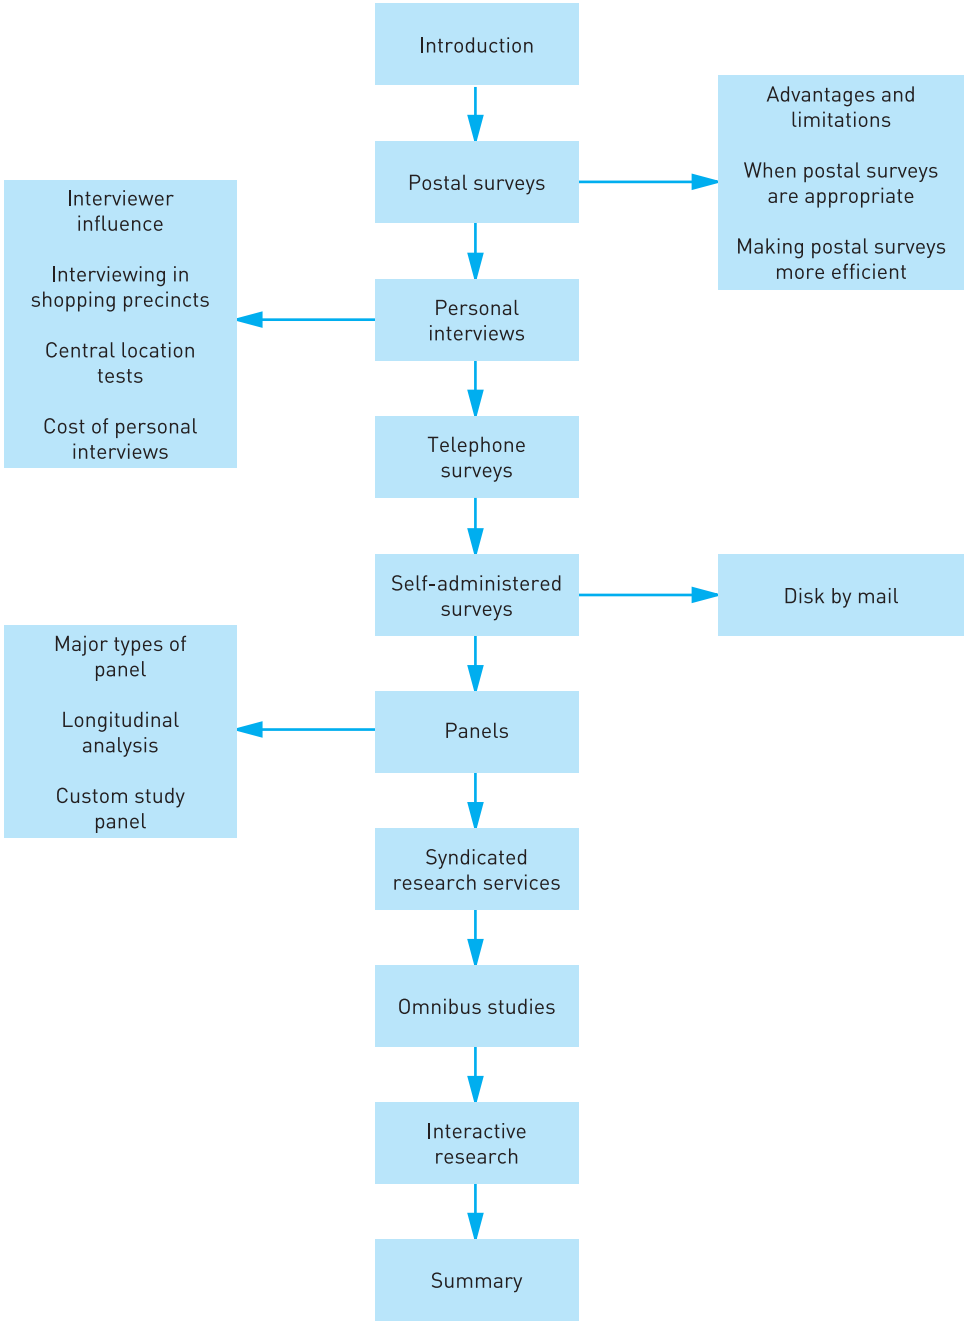 Introduction
Postal surveys
Advantages and
limitations
When postal surveys
are appropriate
Making postal surveys
more efficient
Personal
interviews
Interviewer
influence
Interviewing in
shopping precincts
Central location
tests
Cost of personal
interviews
Telephone
surveys
Self-administered
surveys
Disk by mail
Panels
Major types of
panel
Longitudinal
analysis
Custom study
panel
Syndicated
research services
Omnibus studies
Interactive
research
Summary